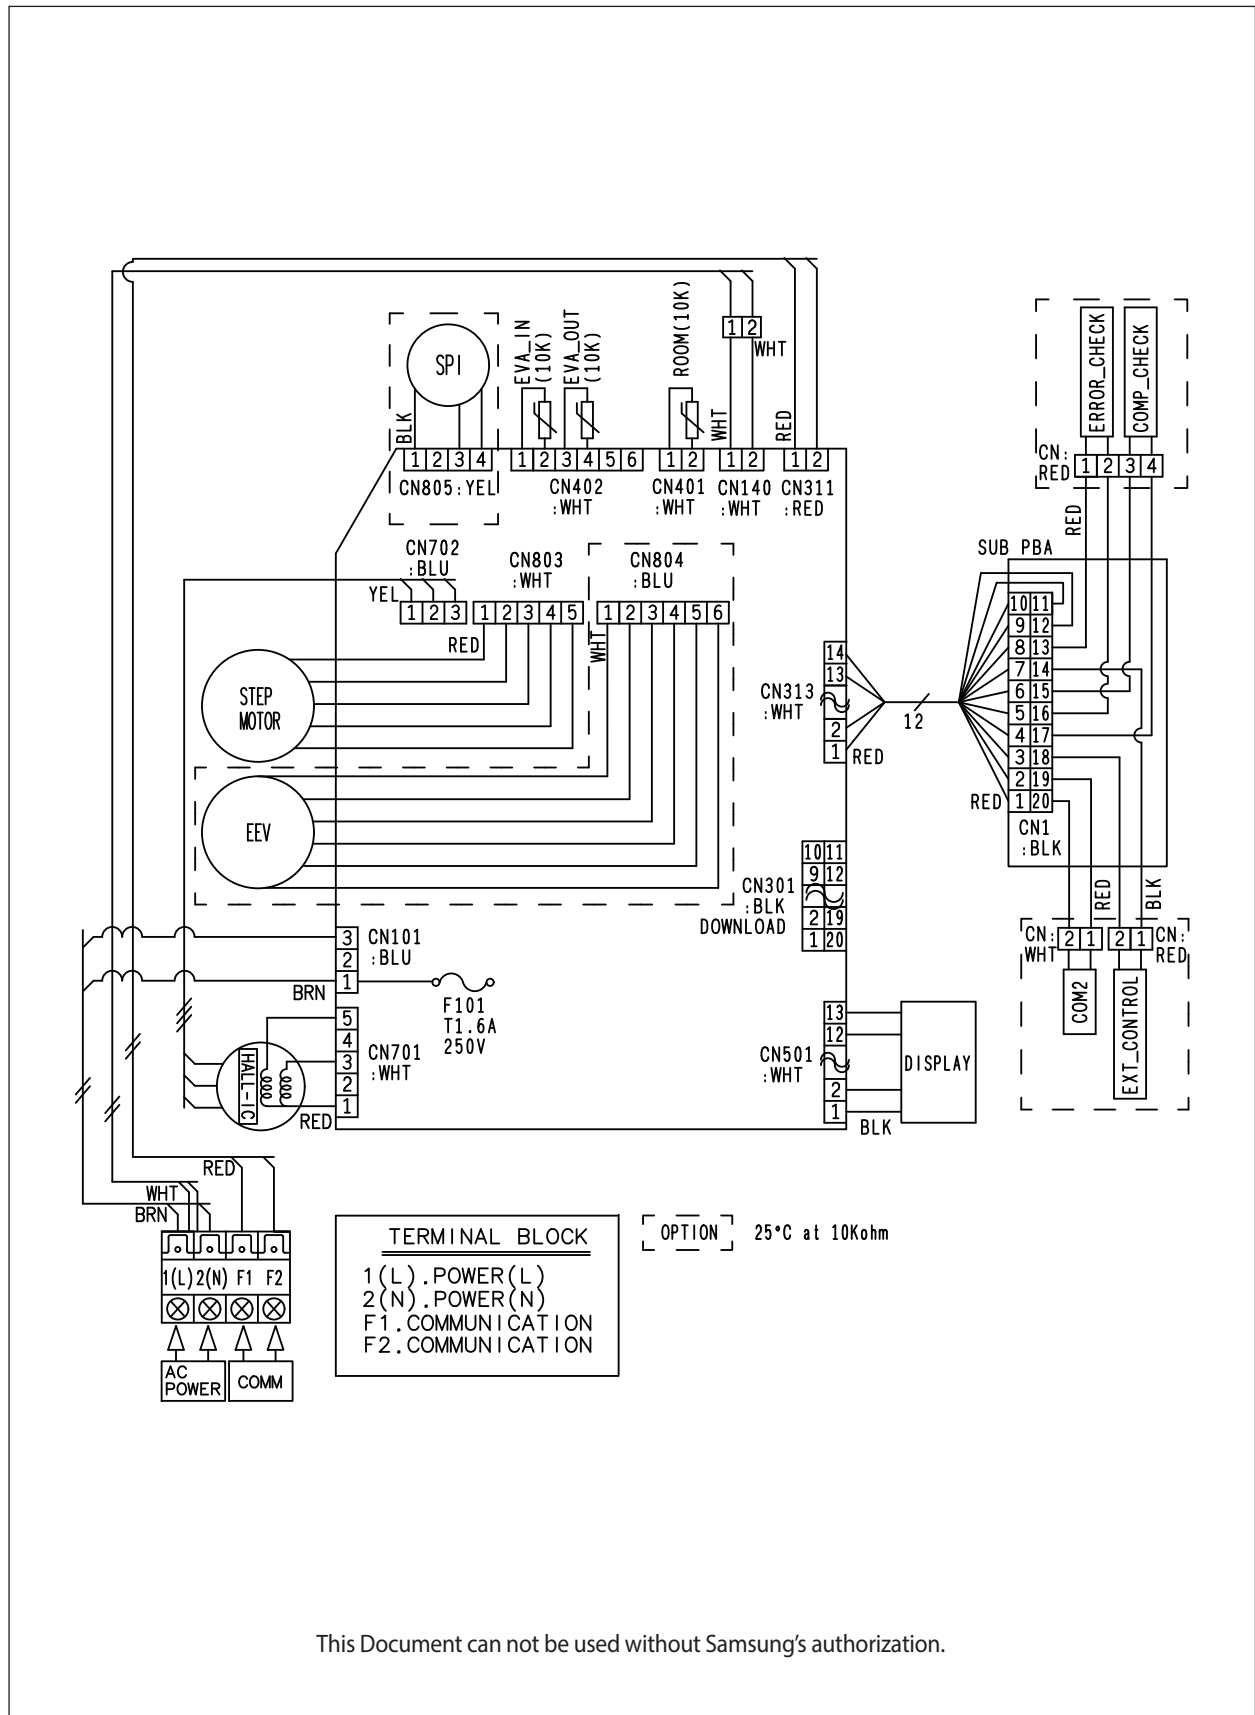 SPI
EVA_IN
(10K)
EVA_OUT
(10K)
ROOM(10K)
1 2
WHT
BLK
WHT
RED
1 2 3 4
CN805:YEL
1 2 3 4 5 6
CN402
:WHT
1 2
CN401
:WHT
1 2
CN140
:WHT
1 2
CN311
:RED
ERROR_CHECK
COMP_CHECK
CN:
RED
1 2 3 4
RED
CN702
:BLU
YEL
1 2 3
CN803
:WHT
1 2 3 4 5
RED
CN804
:BLU
1 2 3 4 5 6
WHT
STEP
MOTOR
EEV
14
13
2
1
CN313
:WHT
RED
12
SUB PBA
10 11
9 12
8 13
7 14
6 15
5 16
4 17
3 18
2 19
1 20
RED
CN1
:BLK
10 11
9 12
2 19
1 20
CN301
:BLK
DOWNLOAD
RED
BLK
CN:
WHT
2 1
2 1
CN:
RED
COM2
EXT_CONTROL
3
2
1
CN101
:BLU
BRN
F101
T1.6A
250V
5
4
3
2
1
CN701
:WHT
HALL-IC
RED
13
12
2
1
CN501
:WHT
DISPLAY
BLK
RED
WHT
BRN
1(L) 2(N) F1 F2
AC
POWER
COMM
TERMINAL BLOCK
1(L).POWER(L)
2(N).POWER(N)
F1.COMMUNICATION
F2.COMMUNICATION
OPTION
25°C at 10Kohm
This Document can not be used without Samsung's authorization.